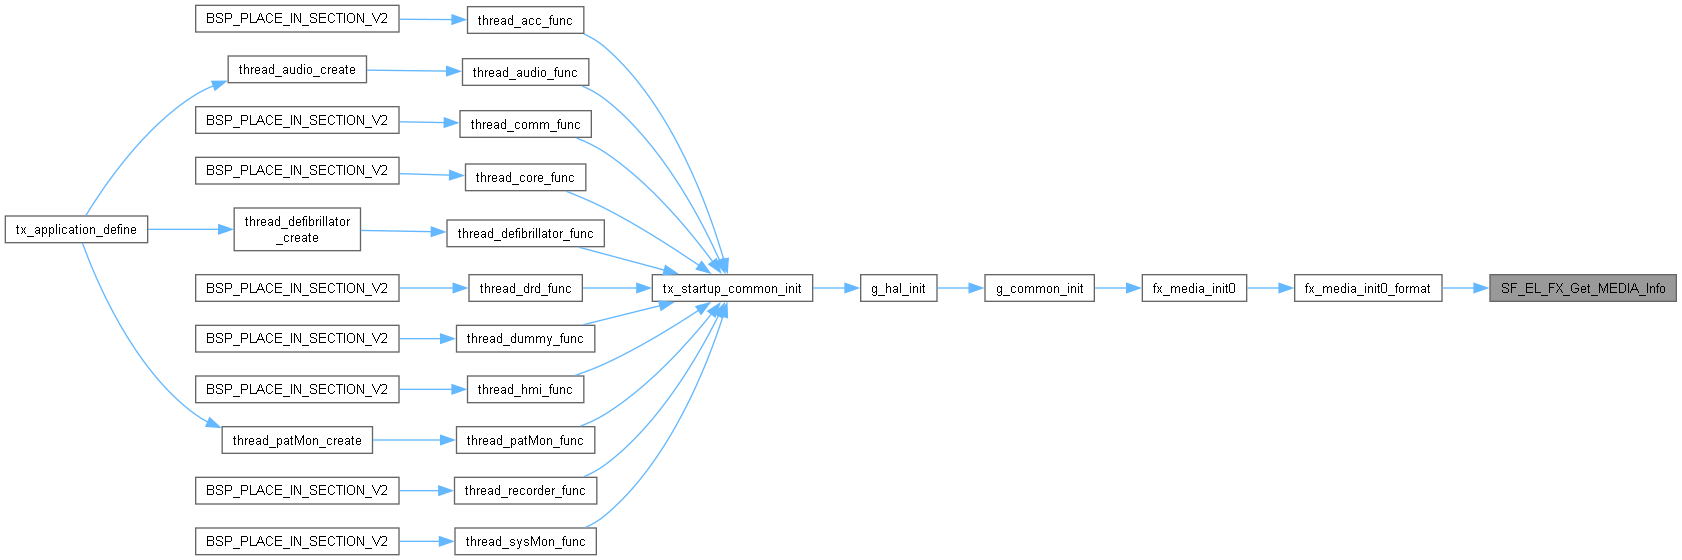 BSP_PLACE_IN_SECTION_V2
thread_acc_func
thread_audio_create
thread_audio_func
BSP_PLACE_IN_SECTION_V2
thread_comm_func
BSP_PLACE_IN_SECTION_V2
thread_core_func
tx_application_define
thread_defibrillator
_create
thread_defibrillator_func
BSP_PLACE_IN_SECTION_V2
thread_drd_func
tx_startup_common_init
g_hal_init
g_common_init
fx_media_init0
fx_media_init0_format
SF_EL_FX_Get_MEDIA_Info
BSP_PLACE_IN_SECTION_V2
thread_dummy_func
BSP_PLACE_IN_SECTION_V2
thread_hmi_func
thread_patMon_create
thread_patMon_func
BSP_PLACE_IN_SECTION_V2
thread_recorder_func
BSP_PLACE_IN_SECTION_V2
thread_sysMon_func